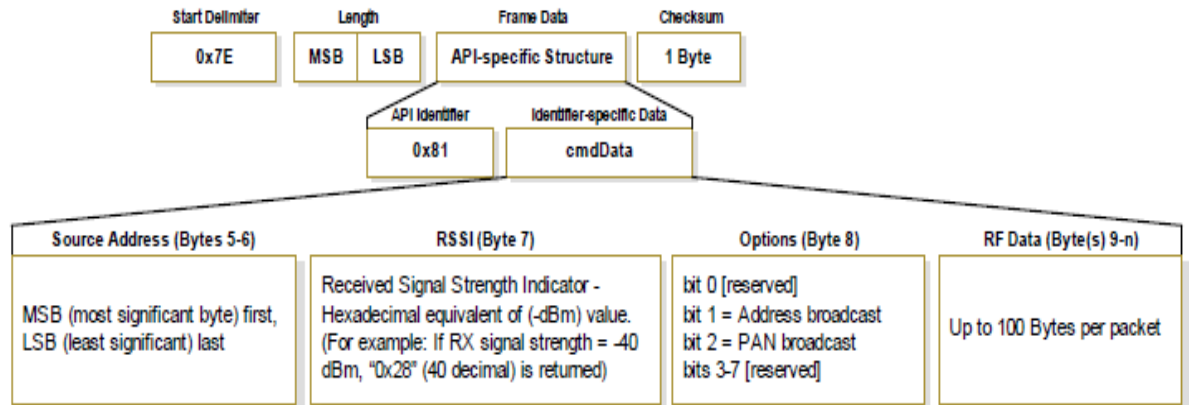 Start Delimiter Length Frame Data Checksum
0x7E MSB LSB API-specific Structure 1 Byte
API Identifier Identifier-specific Data
0x81 cmdData
Source Address (Bytes 5-6)
MSB (most significant byte) first,
LSB (least significant) last
RSSI (Byte 7)
Received Signal Strength Indicator -
Hexadecimal equivalent of (-dBm) value.
(For example: If RX signal strength = -40
dBm, “0x28” (40 decimal) is returned)
Options (Byte 8)
bit 0 [reserved]
bit 1 = Address broadcast
bit 2 = PAN broadcast
bits 3-7 [reserved]
RF Data (Byte(s) 9-n)
Up to 100 Bytes per packet